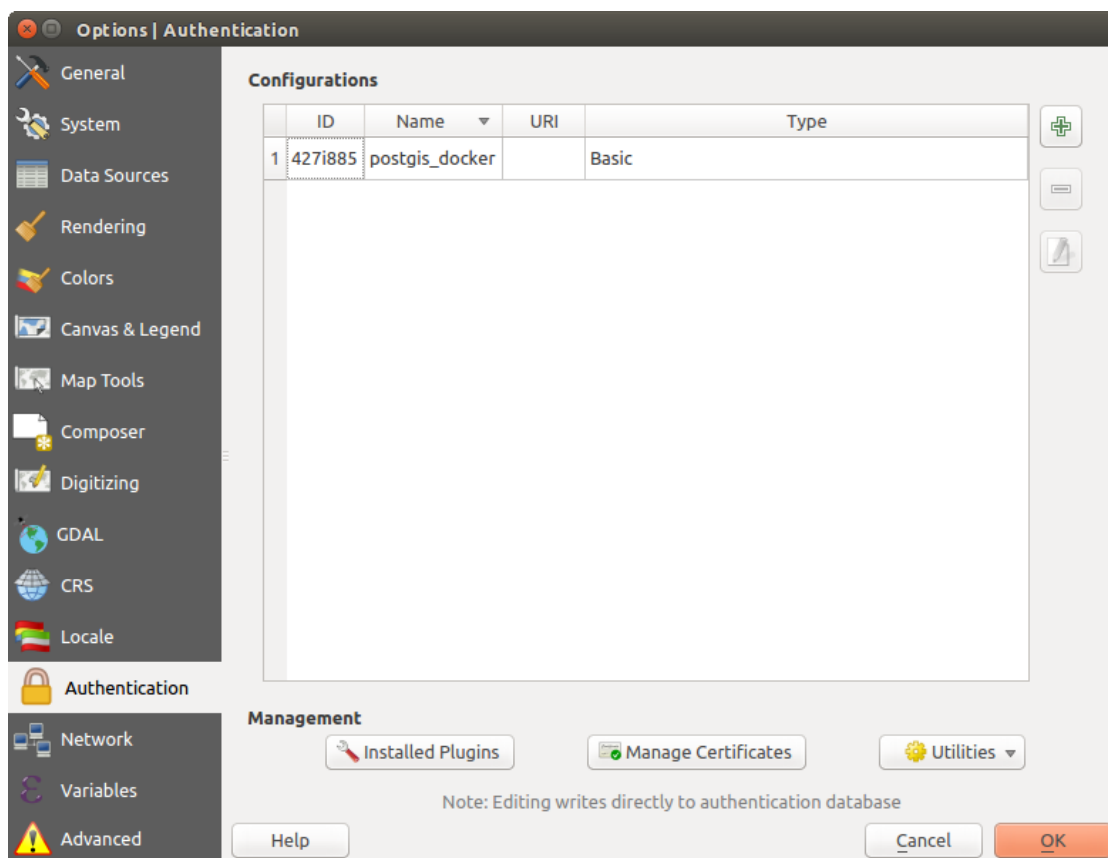 Options | Authentication
General
System
Data Sources
Rendering
Colors
Canvas & Legend
Map Tools
Composer
Digitizing
GDAL
CRS
Locale
Authentication
Network
Variables
Advanced
Configurations
ID Name URI Type
1 427i885 postgis_docker Basic
Management
Installed Plugins Manage Certificates Utilities
Note: Editing writes directly to authentication database
Help Cancel OK